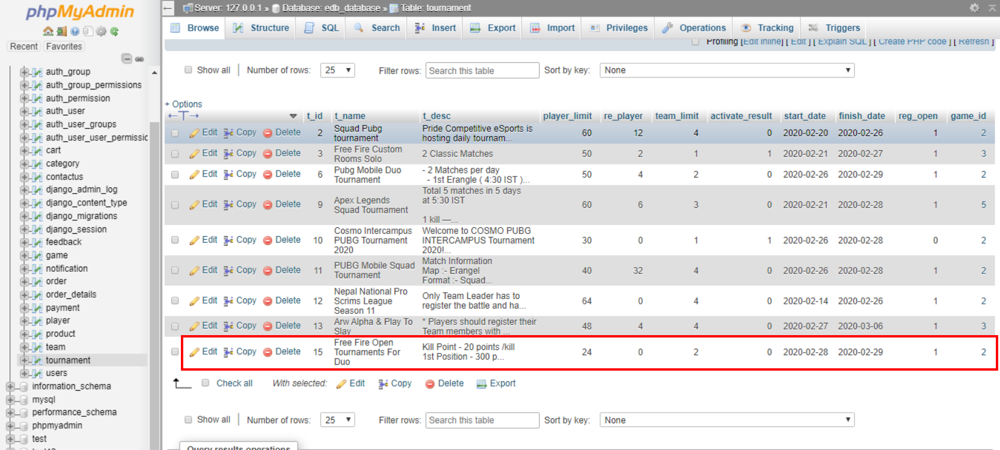 phpMyAdmin
Recent Favorites
auth_group
auth_group_permissions
auth_permission
auth_user
auth_user_groups
auth_user_user_permissic
cart
category
contactus
django_admin_log
django_content_type
django_migrations
django_session
feedback
game
notification
order
order_details
payment
player
product
team
tournament
users
information_schema
mysql
performance_schema
phpmyadmin
test
Server: 127.0.0.1 » Database: edb_database » Table: tournament
Browse Structure SQL Search Insert Export Import Privileges Operations Tracking Triggers
Profiling [Edit inline] [ Edit ] [ Explain SQL ] [ Create PHP code ] [ Refresh ]
Show all | Number of rows: 25 Filter rows: Search this table Sort by key: None
+ Options
←T→ t_id t_name t_desc player_limit re_player team_limit activate_result start_date finish_date reg_open game_id
Edit Copy Delete 2 Squad Pubg tournament Pride Competitive eSports is hosting daily tournam... 60 12 4 0 2020-02-20 2020-02-26 1 2
Edit Copy Delete 3 Free Fire Custom Rooms Solo 2 Classic Matches 50 2 1 1 2020-02-21 2020-02-27 1 3
Edit Copy Delete 6 Pubg Mobile Duo Tournament - 2 Matches per day - 1st Erangle ( 4:30 IST )... 50 4 2 0 2020-02-26 2020-02-29 1 2
Edit Copy Delete 9 Apex Legends Squad Tournament Total 5 matches in 5 days at 5:30 IST 1 kill —... 60 6 3 0 2020-02-21 2020-02-28 1 5
Edit Copy Delete 10 Cosmo Intercampus PUBG Tournament 2020 Welcome to COSMO PUBG INTERCAMPUS Tournament 2020!... 30 0 1 1 2020-02-26 2020-02-28 0 2
Edit Copy Delete 11 PUBG Mobile Squad Tournament Match Information Map :- Erangel Format :- Squad... 40 32 4 0 2020-02-26 2020-02-28 1 2
Edit Copy Delete 12 Nepal National Pro Scrims League Season 11 Only Team Leader has to register the battle and ha... 64 0 4 0 2020-02-14 2020-02-26 1 2
Edit Copy Delete 13 Arw Alpha & Play To Slay * Players should register their Team members with ... 48 4 4 0 2020-02-27 2020-03-06 1 3
Edit Copy Delete 15 Free Fire Open Tournaments For Duo Kill Point - 20 points /kill 1st Position - 300 p... 24 0 2 0 2020-02-28 2020-02-29 1 2
Check all With selected: Edit Copy Delete Export
Show all | Number of rows: 25 Filter rows: Search this table Sort by key: None
Query results operations